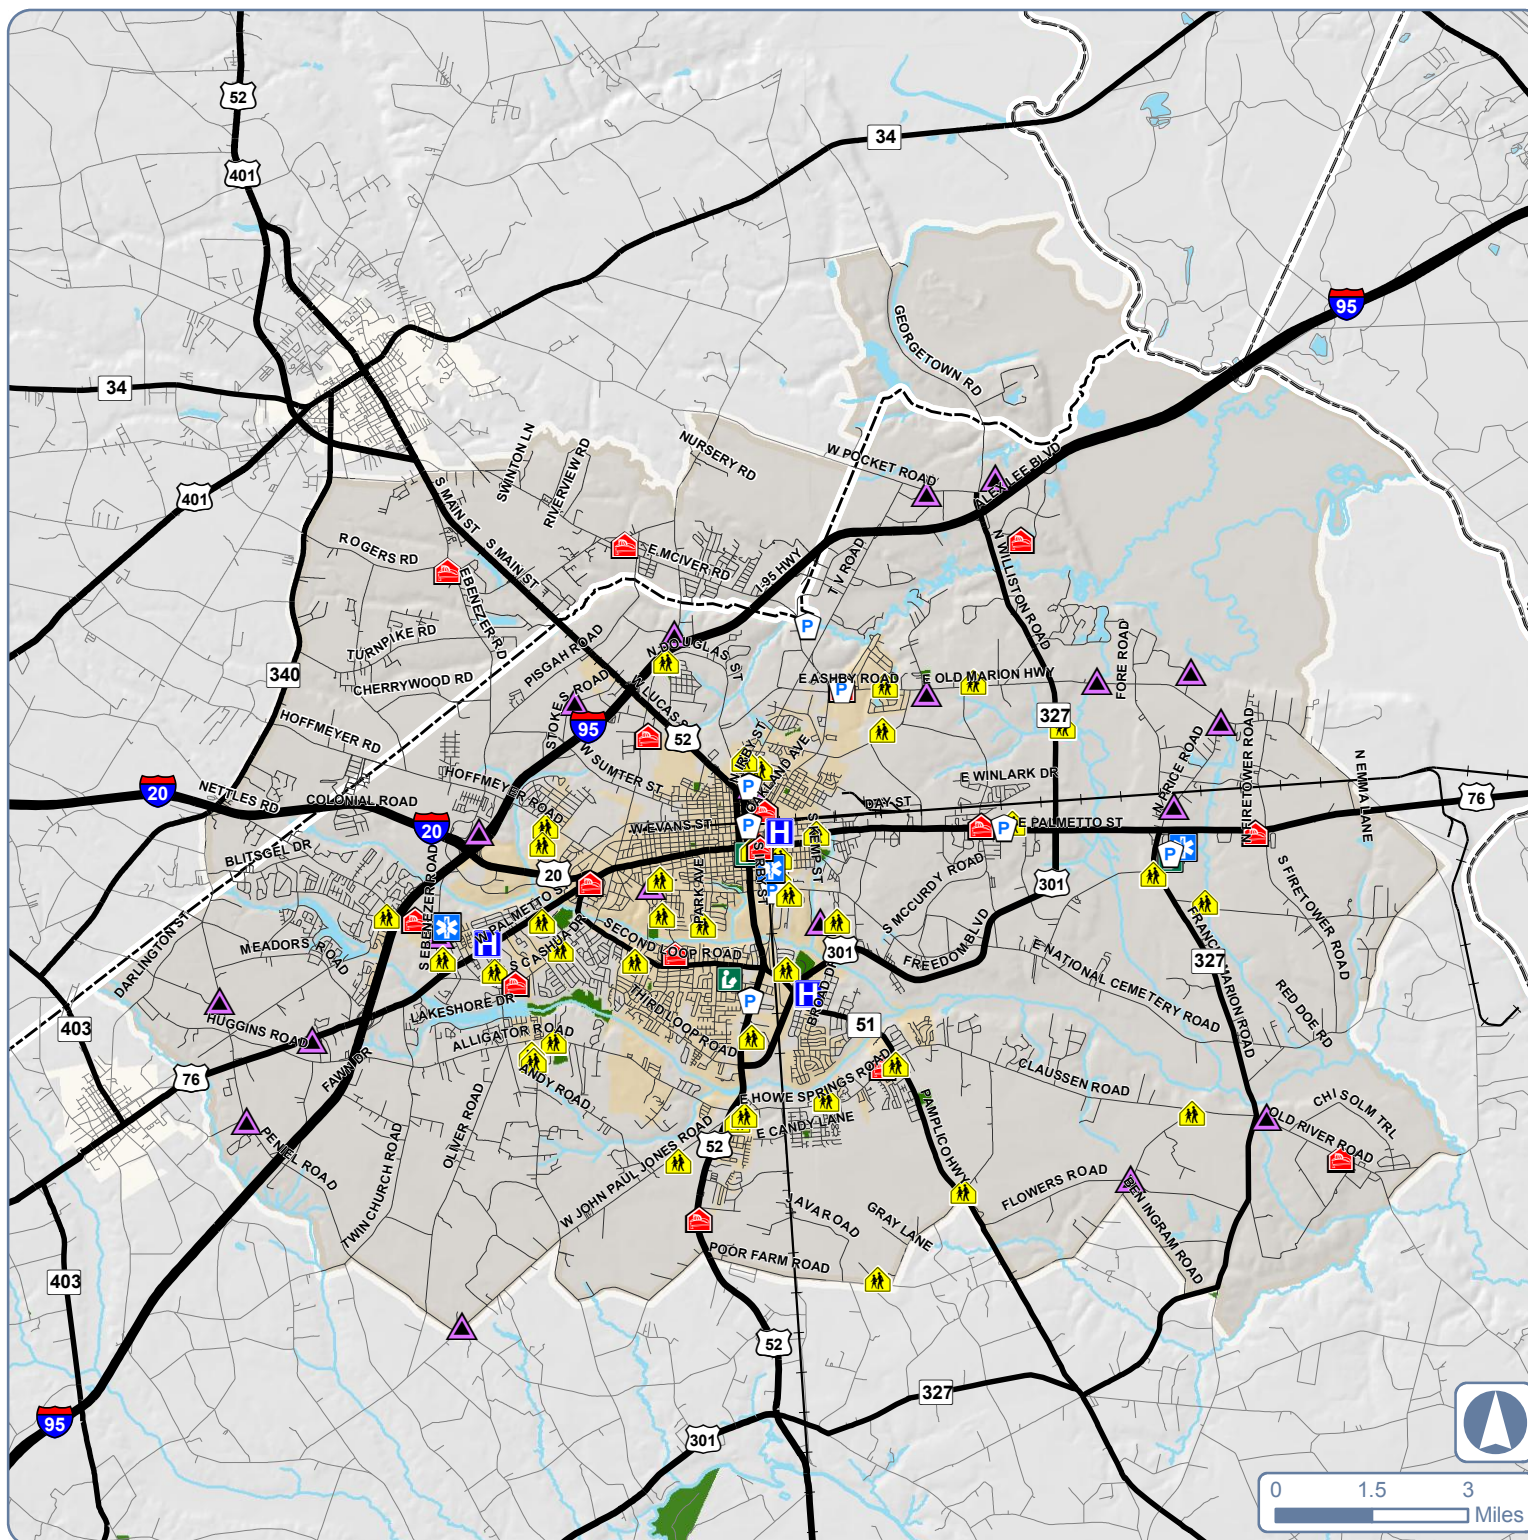 52
401
34
95
GEORGETOWN RD
34
401
SWINTON LN
RIVERVIEW RD
NURSERY RD
W POCKET ROAD
ALEX LEE BLVD
S MAIN ST
S MAIN ST
ROGERS RD
EBENEZER RD
E MCIVER RD
I-95 HWY
T V ROAD
N WILLISTON ROAD
TURNPIKE RD
CHERRYWOOD RD
PISGAH ROAD
N DOUGLAS ST
FORE ROAD
340
E ASHBY ROAD
E OLD MARION HWY
HOFFMEYER RD
STOKES ROAD
95
52
327
N PRICE ROAD
N FIRETOWER ROAD
N EMMA LANE
W SUMTER ST
N IRBY ST
OAKLAND AVE
E WINLARK DR
HOFFMEYER ROAD
20
NETTLES RD
COLONIAL ROAD
20
DAY ST
76
W EVANS ST
S KEMP ST
E PALMETTO ST
BLITSGEL DR
20
PARK AVE
S IRBY ST
S MCCURDY ROAD
301
S FIRETOWER ROAD
S EBENEZER ROAD
W PALMETTO S
S CASHUA DR
SECOND LOOP ROAD
FREEDOM BLVD
301
E NATIONAL CEMETERY ROAD
327
DARLINGTON ST
MEADORS ROAD
LAKESHORE DR
THIRD LOOP ROAD
BROAD DR
RED DOE RD
HUGGINS ROAD
ALLIGATOR ROAD
403
51
76
FAWN DR
ANDY ROAD
E HOWE SPRINGS ROAD
CLAUSSEN ROAD
CHISOLM TRL
OLD RIVER ROAD
PENIEL ROAD
TWIN CHURCH ROAD
OLIVER ROAD
W JOHN PAUL JONES ROAD
52
E CANDY LANE
PAMPLICO HWY
FLOWERS ROAD
BEN INGRAM ROAD
JAVAROAD
GRAY LANE
POOR FARM ROAD
403
52
327
95
301
0 1.5 3
Miles